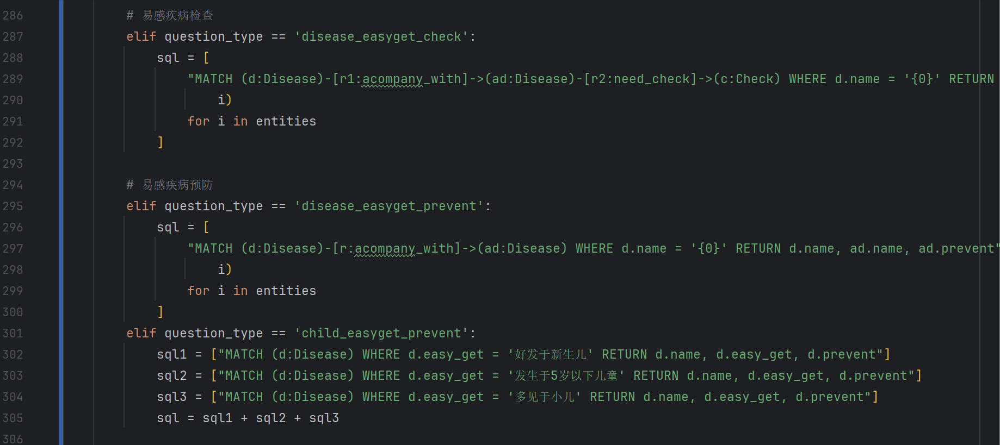 286 # 易感疾病检查
287 elif question_type == 'disease_easyget_check':
288 sql = [
289 "MATCH (d:Disease)-[r1:acompany_with]->(ad:Disease)-[r2:need_check]->(c:Check) WHERE d.name = '{0}' RETURN
290 i)
291 for i in entities
292 ]
293
294 # 易感疾病预防
295 elif question_type == 'disease_easyget_prevent':
296 sql = [
297 "MATCH (d:Disease)-[r:acompany_with]->(ad:Disease) WHERE d.name = '{0}' RETURN d.name, ad.name, ad.prevent"
298 i)
299 for i in entities
300 ]
301 elif question_type == 'child_easyget_prevent':
302 sql1 = ["MATCH (d:Disease) WHERE d.easy_get = '好发于新生儿' RETURN d.name, d.easy_get, d.prevent"]
303 sql2 = ["MATCH (d:Disease) WHERE d.easy_get = '发生于5岁以下儿童' RETURN d.name, d.easy_get, d.prevent"]
304 sql3 = ["MATCH (d:Disease) WHERE d.easy_get = '多见于小儿' RETURN d.name, d.easy_get, d.prevent"]
305 sql = sql1 + sql2 + sql3
306